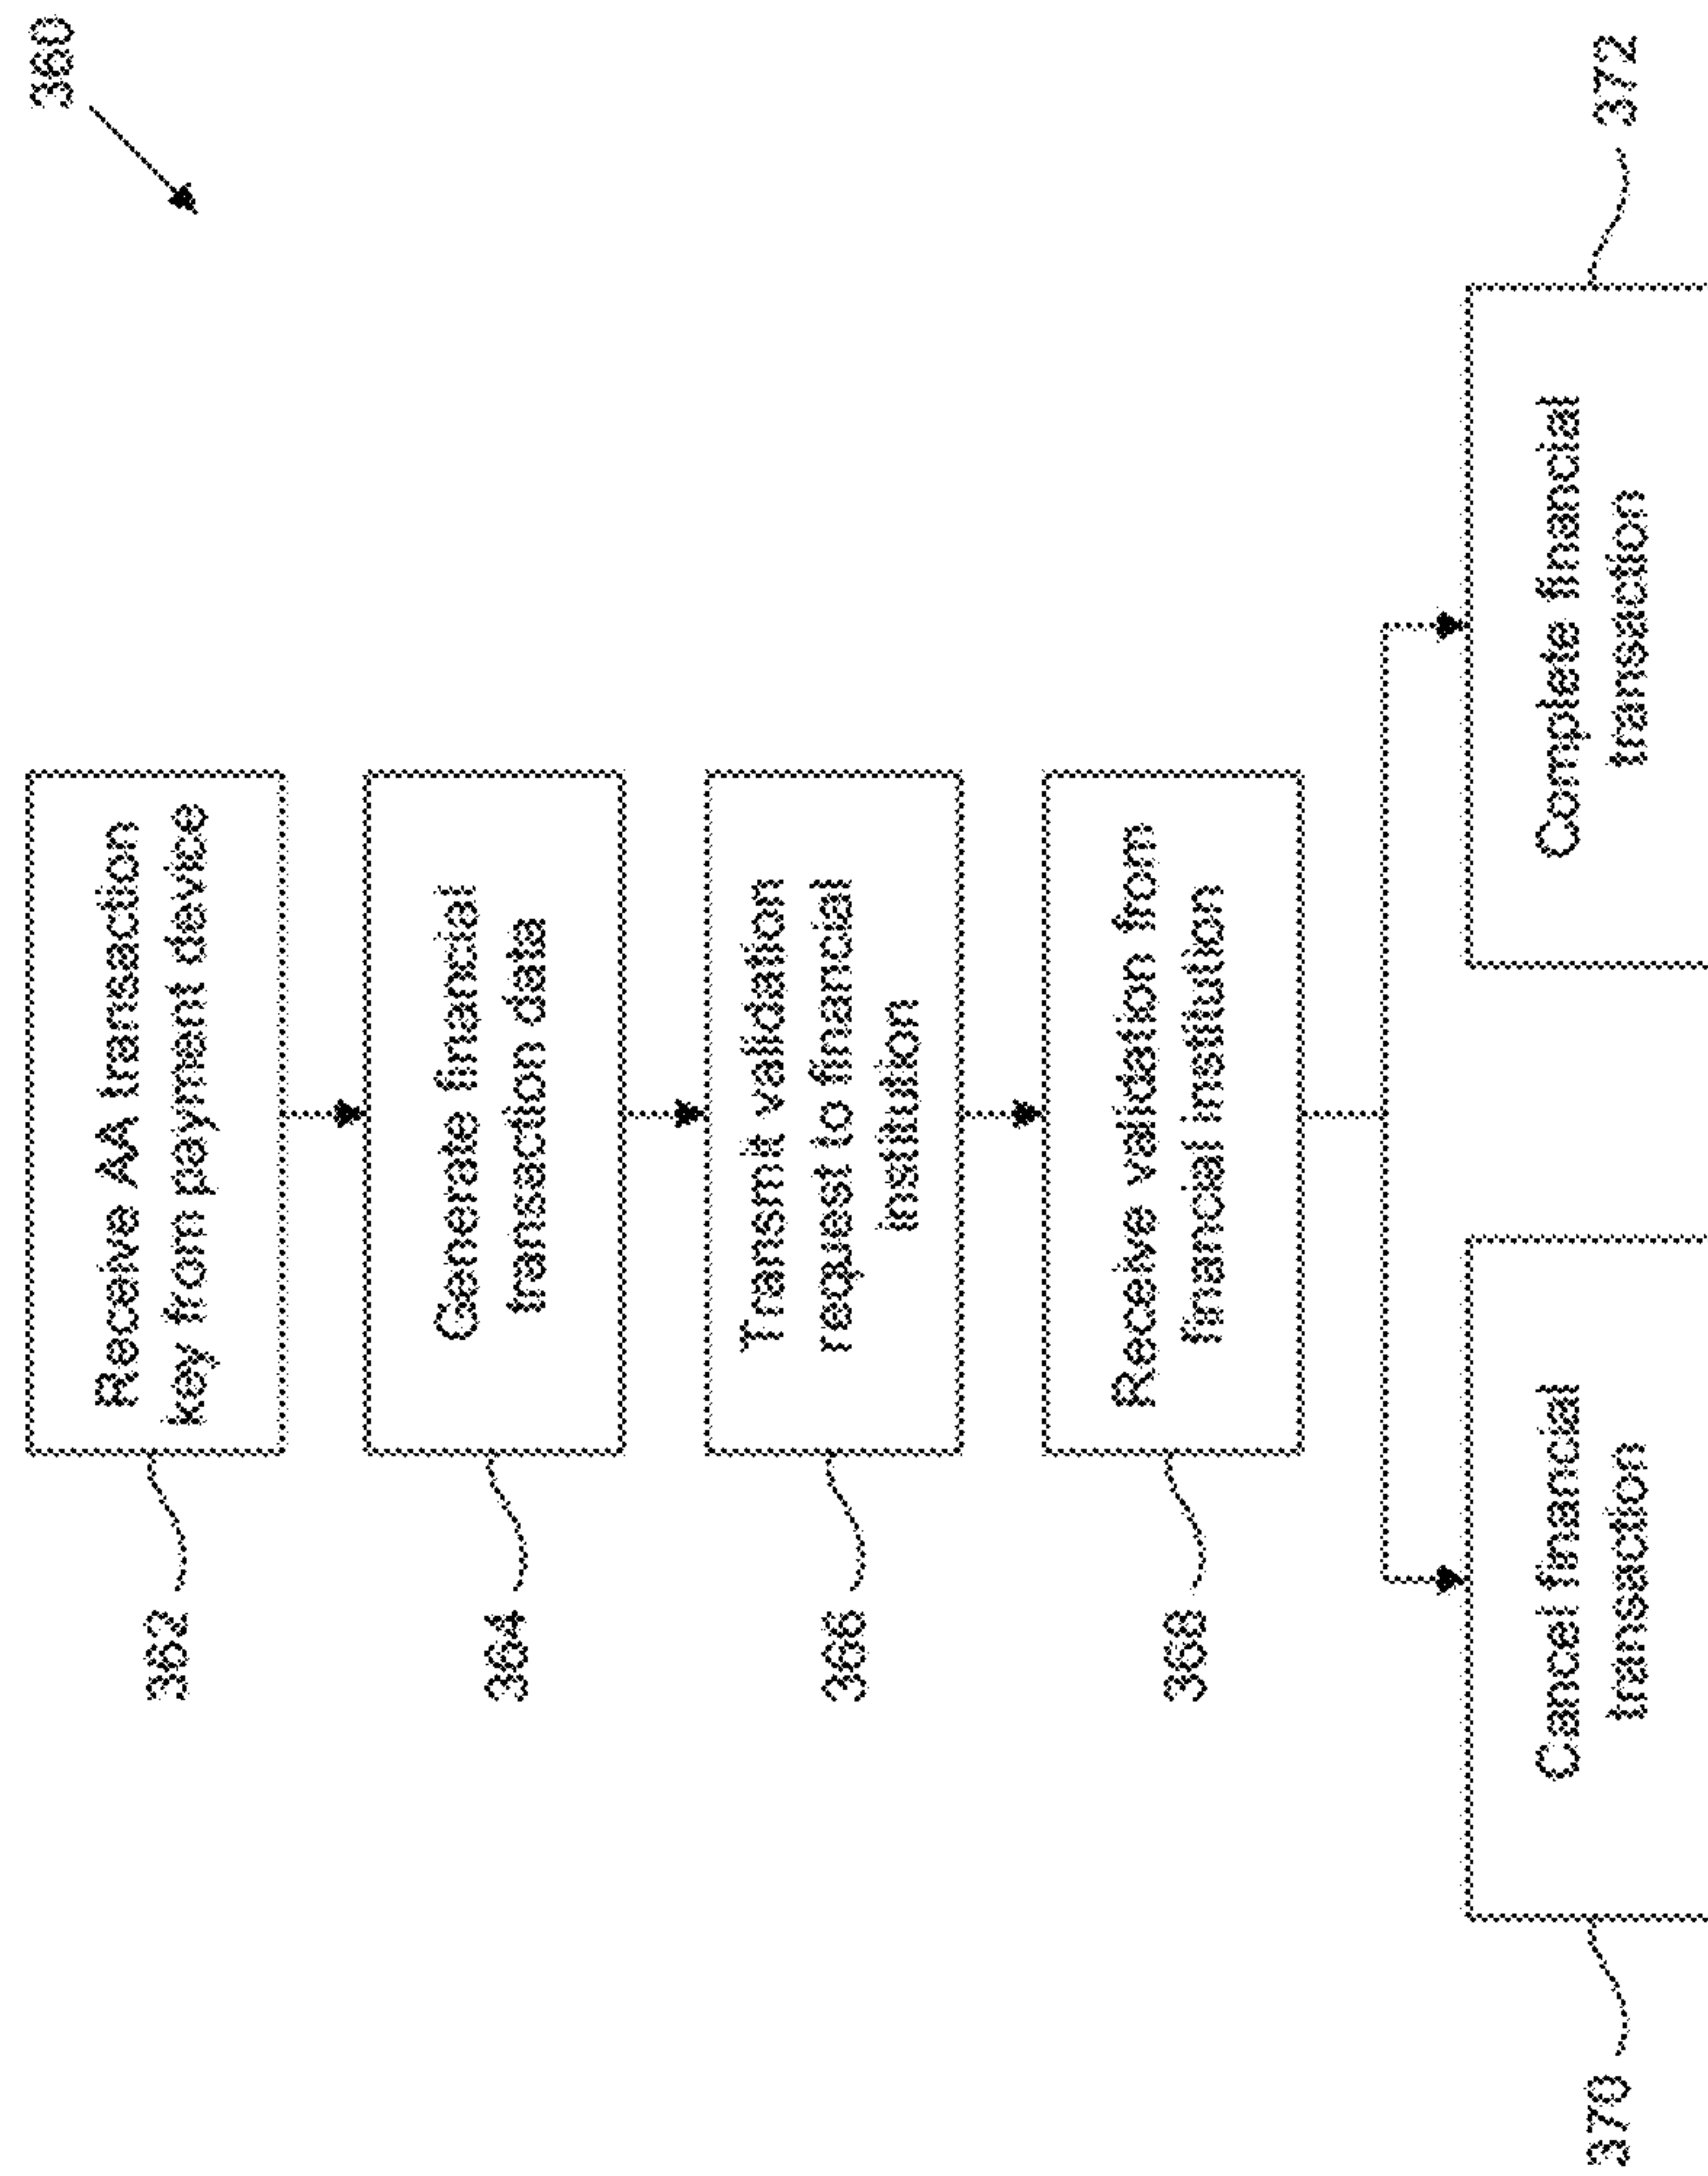 360
362
Receive AA transaction
key from payment device
364
Generate financial
transaction data
366
Transmit validation
request to financial
institution
368
Receive validation from
financial institution
370
Cancel financial
transaction
372
Complete financial
transaction